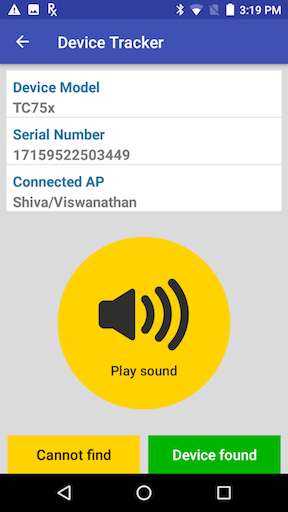 3:19 PM
Device Tracker
Device Model
TC75x
Serial Number
17159522503449
Connected AP
Shiva/Viswanathan
Play sound
Cannot find
Device found